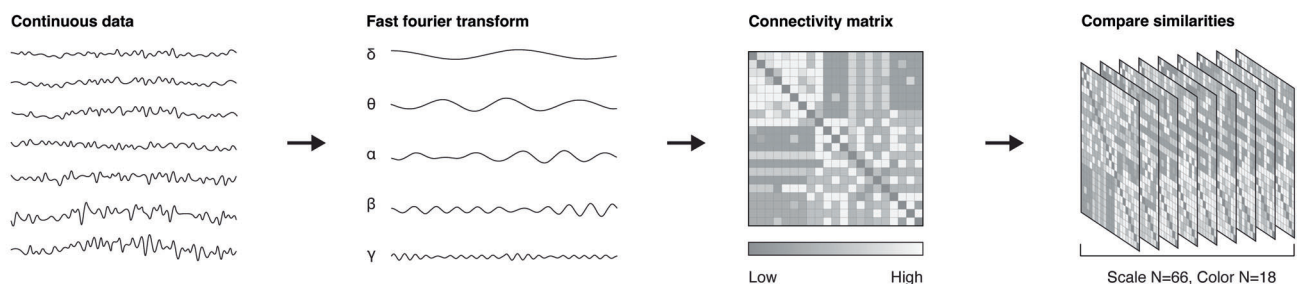 Continuous data
Fast fourier transform
Connectivity matrix
Compare similarities
δ
θ
α
β
γ
Low
High
Scale N=66, Color N=18